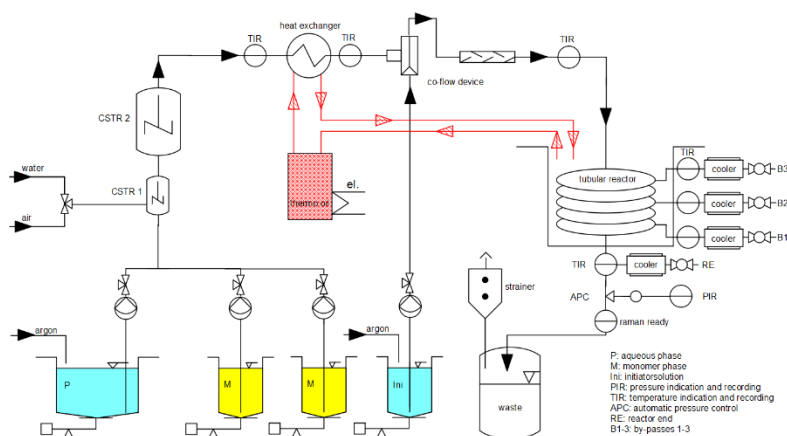 TIR
heat exchanger
TIR
TIR
co-flow device
CSTR 2
CSTR 1
water
air
el.
thermo oil
TIR
tubular reactor
cooler
B3
cooler
B2
cooler
B1
TIR
cooler
RE
APC
PIR
raman ready
strainer
argon
argon
P
M
M
Ini
waste
P: aqueous phase
M: monomer phase
Ini: initiatorsolution
PIR: pressure indication and recording
TIR: temperature indication and recording
APC: automatic pressure control
RE: reactor end
B1-3: by-passes 1-3